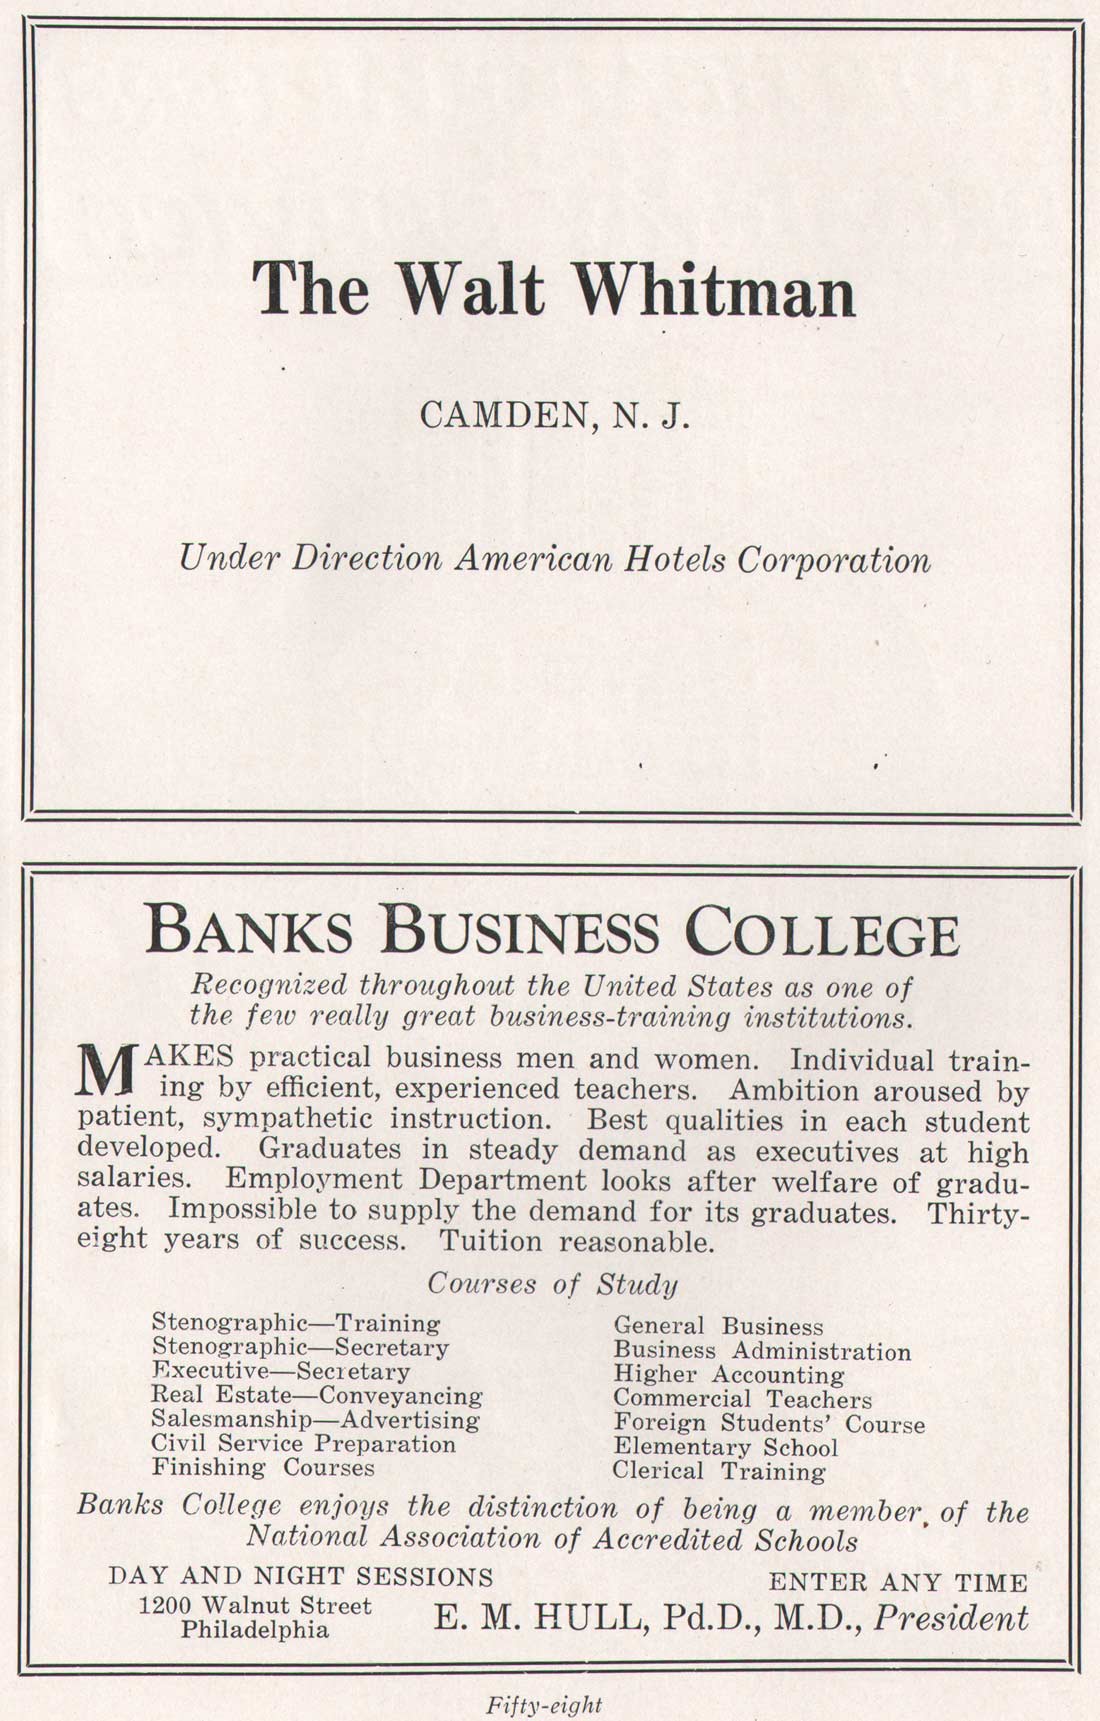 The Walt Whitman
CAMDEN, N. J.
Under Direction American Hotels Corporation
BANKS BUSINESS COLLEGE
Recognized throughout the United States as one of
the few really great business-training institutions.
MAKES practical business men and women. Individual train-
ing by efficient, experienced teachers. Ambition aroused by
patient, sympathetic instruction. Best qualities in each student
developed. Graduates in steady demand as executives at high
salaries. Employment Department looks after welfare of gradu-
ates. Impossible to supply the demand for its graduates. Thirty-
eight years of success. Tuition reasonable.
Courses of Study
Stenographic—Training
Stenographic—Secretary
Executive—Secretary
Real Estate—Conveyancing
Salesmanship—Advertising
Civil Service Preparation
Finishing Courses
General Business
Business Administration
Higher Accounting
Commercial Teachers
Foreign Students' Course
Elementary School
Clerical Training
Banks College enjoys the distinction of being a member of the
National Association of Accredited Schools
DAY AND NIGHT SESSIONS
1200 Walnut Street
Philadelphia
ENTER ANY TIME
E. M. HULL, Pd.D., M.D., President
Fifty-eight